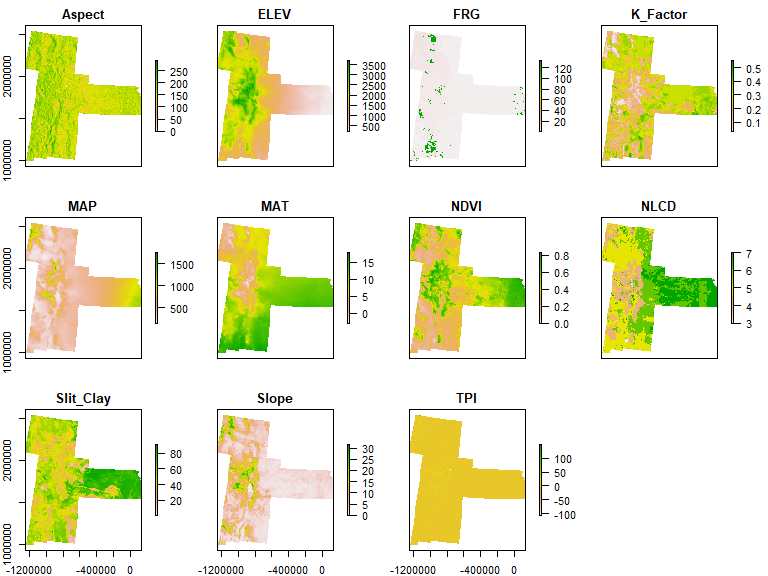 Aspect ELEV FRG K_Factor
1000000 2000000
250 200 150 100 50 0
3500 3000 2500 2000 1500 1000 500
120 100 80 60 40 20
0.5 0.4 0.3 0.2 0.1
MAP MAT NDVI NLCD
1000000 2000000
1500 1000 500
15 10 5 0
0.8 0.6 0.4 0.2 0.0
7 6 5 4 3
Slit_Clay Slope TPI
1000000 2000000
80 60 40 20
30 25 20 15 10 5 0
100 50 0 -50 -100
-1200000 -400000 0
-1200000 -400000 0
-1200000 -400000 0